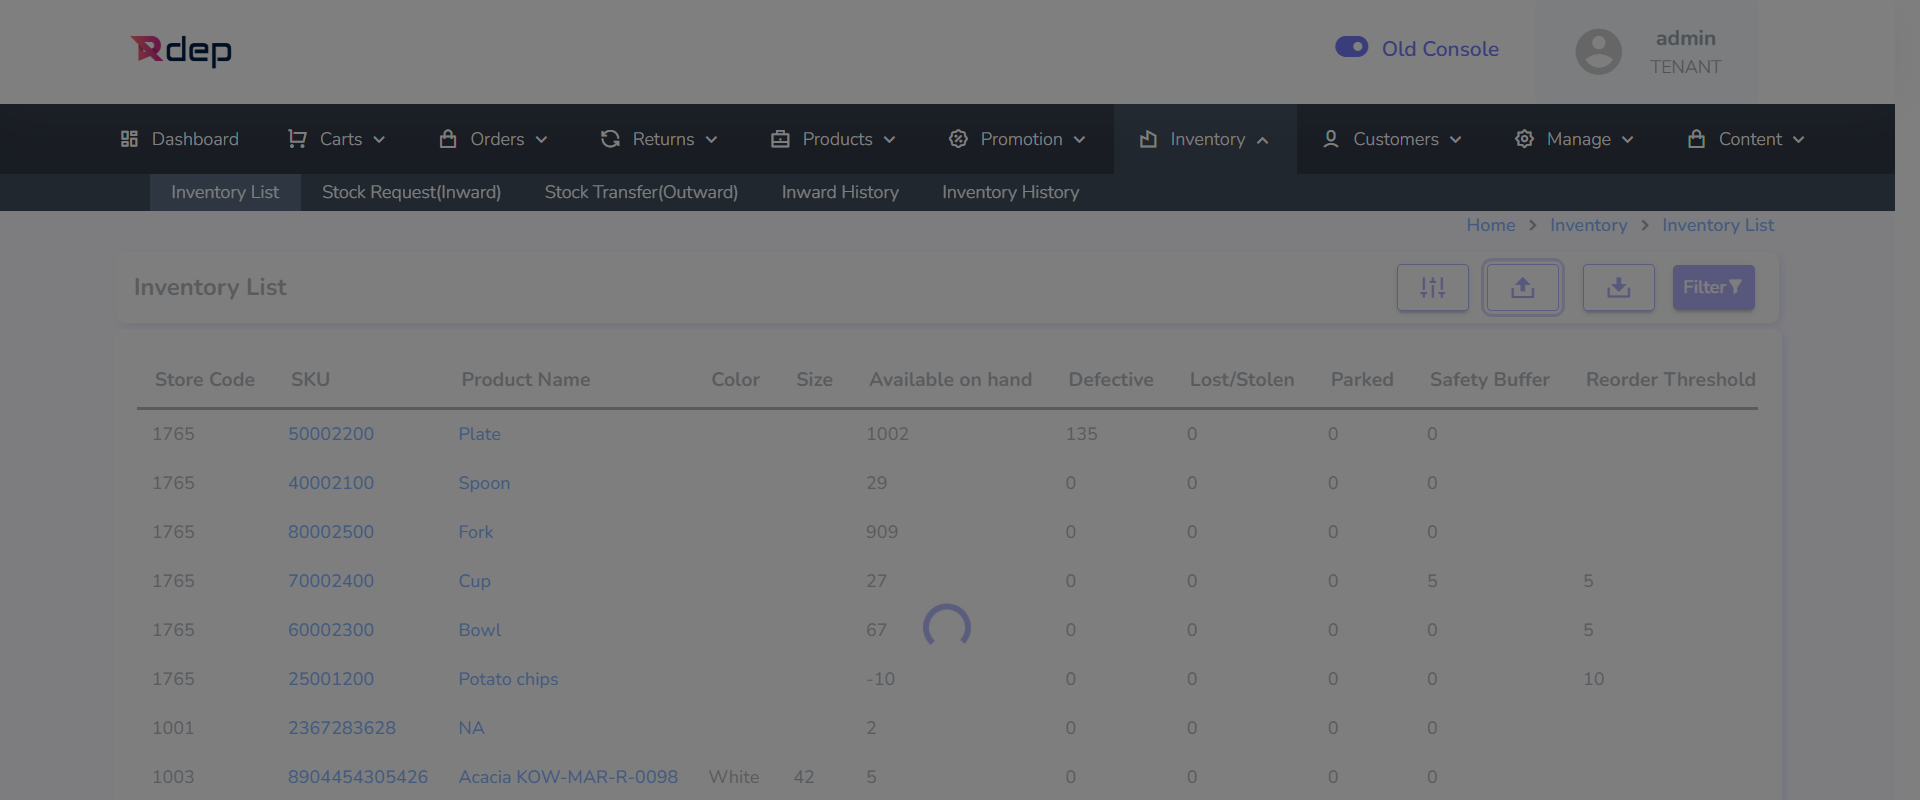 Rdep
Old Console
admin
TENANT
Dashboard Carts Orders Returns Products Promotion Inventory Customers Manage Content
Inventory List Stock Request(Inward) Stock Transfer(Outward) Inward History Inventory History
Home > Inventory > Inventory List
Inventory List
Filter
Store Code SKU Product Name Color Size Available on hand Defective Lost/Stolen Parked Safety Buffer Reorder Threshold
1765 50002200 Plate 1002 135 0 0 0
1765 40002100 Spoon 29 0 0 0 0
1765 80002500 Fork 909 0 0 0 0
1765 70002400 Cup 27 0 0 0 5 5
1765 60002300 Bowl 67 0 0 0 0 5
1765 25001200 Potato chips -10 0 0 0 0 10
1001 2367283628 NA 2 0 0 0 0
1003 8904454305426 Acacia KOW-MAR-R-0098 White 42 5 0 0 0 0